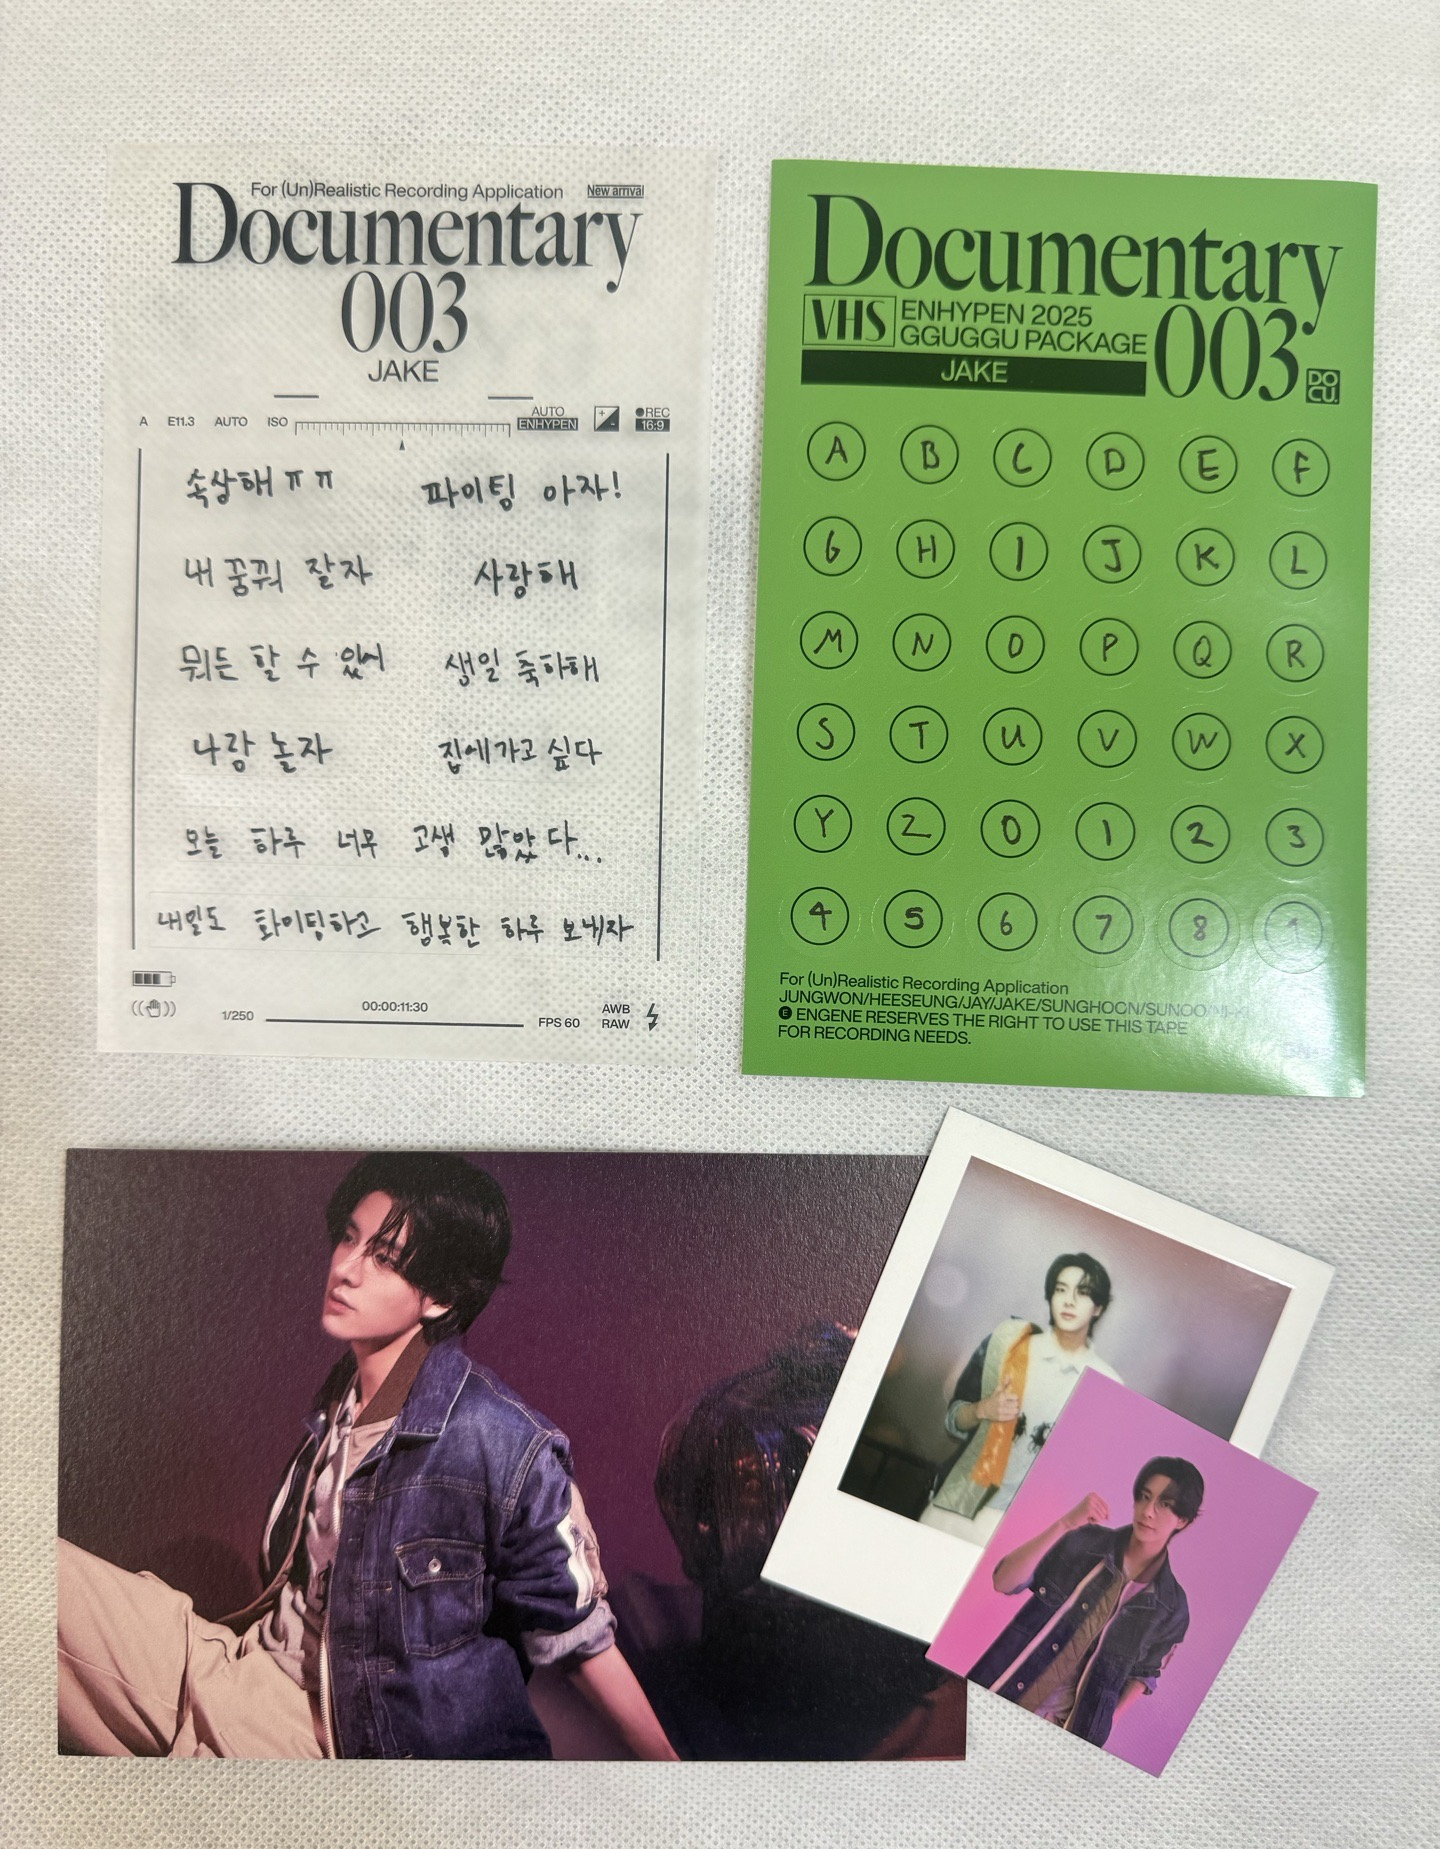 For (Un)Realistic Recording Application New arrival
Documentary
003
JAKE
A E11.3 AUTO ISO AUTO ENHYPEN + - REC 16:9
속상해 ㅠㅠ 파이팅 아자!
내 꿈꿔 잘자 사랑해
뭐든 할 수 있어 생일 축하해
나랑 놀자 집에가고 싶다
오늘 하루 너무 고생 많았다...
내일도 화이팅하고 행복한 하루 보내자
1/250 00:00:11:30 FPS 60 AWB RAW
Documentary
VHS ENHYPEN 2025
GGUGGU PACKAGE 003
JAKE DOCU.
A B C D E F
G H I J K L
M N O P Q R
S T U V W X
Y Z 0 1 2 3
4 5 6 7 8 9
For (Un)Realistic Recording Application
JUNGWON/HEESEUNG/JAY/JAKE/SUNGHOON/SUNOO/NI-KI
E ENGENE RESERVES THE RIGHT TO USE THIS TAPE
FOR RECORDING NEEDS.